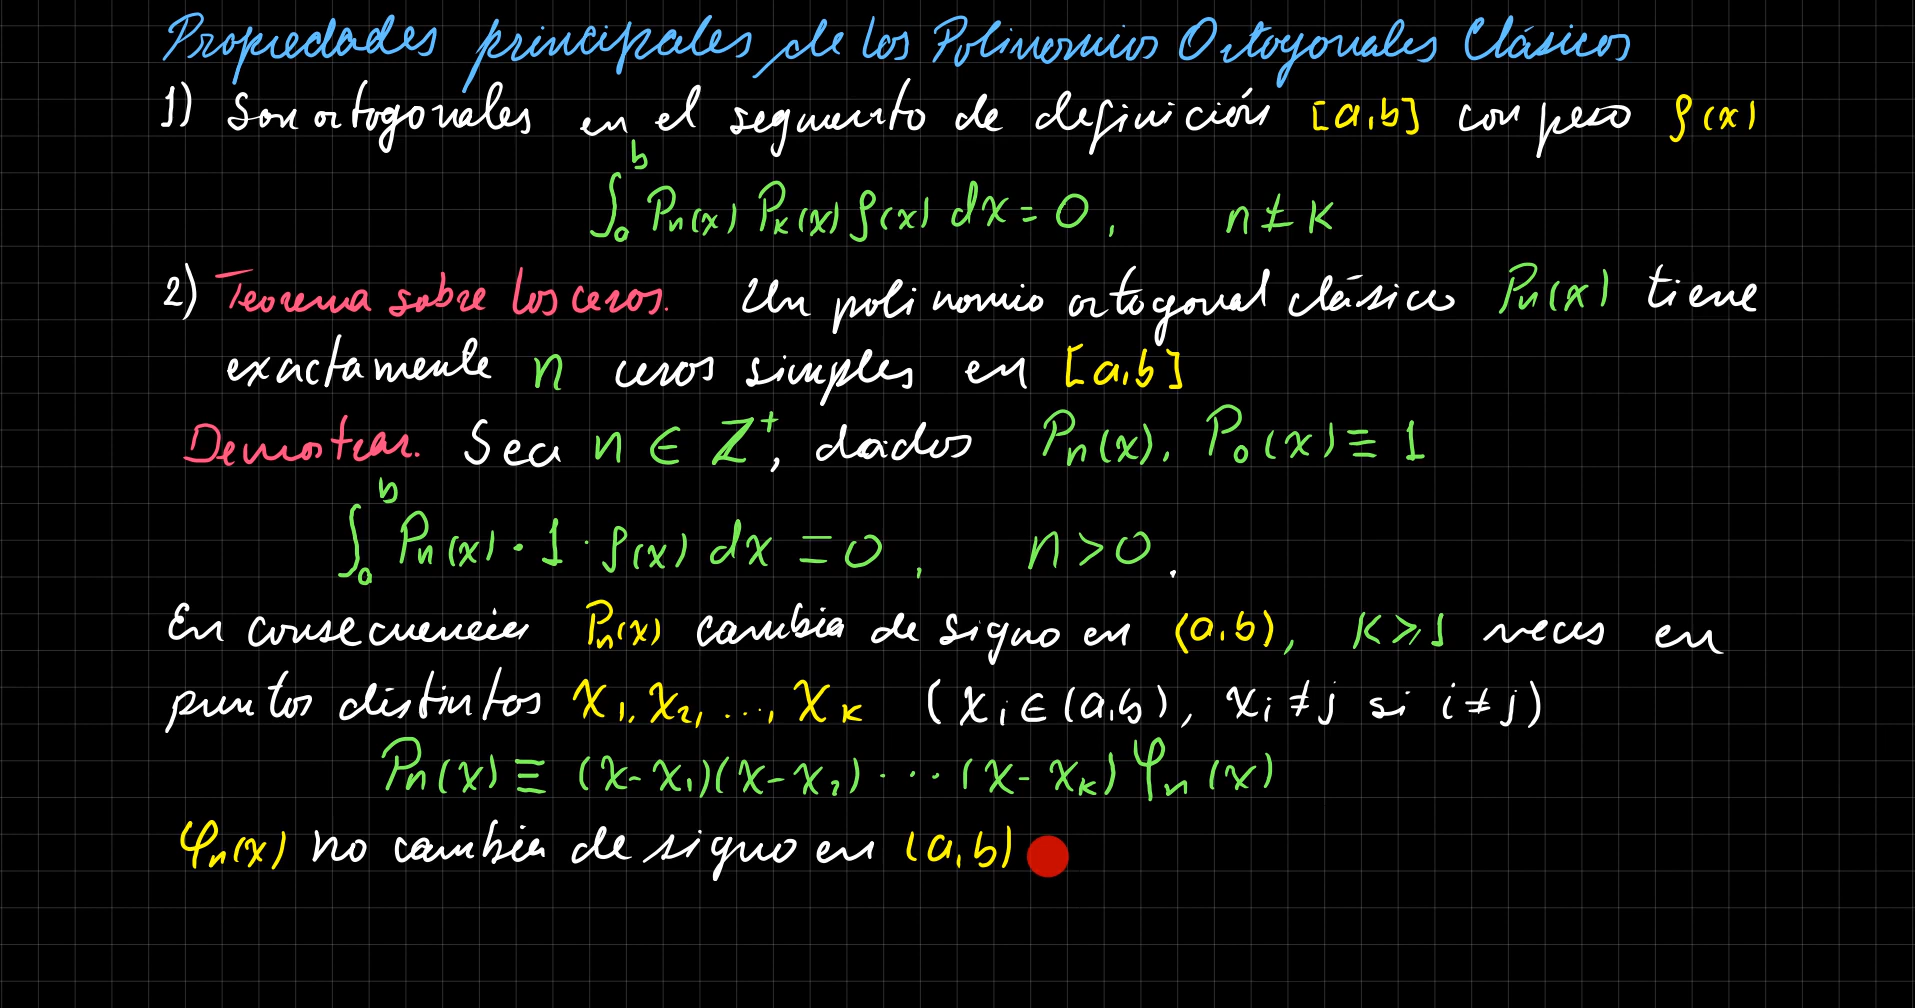 Propiedades principales de los Polinomios Ortogonales Clásicos
1) Son ortogonales en el segmento de definición [a,b] con peso ρ(x)
∫ₐᵇ Pₙ(x) Pₖ(x) ρ(x) dx = 0, n ≠ k
2) Teorema sobre los ceros. Un polinomio ortogonal clásico Pₙ(x) tiene
exactamente n ceros simples en [a,b]
Demostrar. Sea n ∈ Z⁺, dados Pₙ(x), P₀(x) ≡ 1
∫ₐᵇ Pₙ(x) · 1 · ρ(x) dx = 0, n > 0.
En consecuencia Pₙ(x) cambia de signo en (a,b), k ⩾ 1 veces en
puntos distintos x₁, x₂, ..., xₖ (xᵢ ∈ (a,b), xᵢ ≠ j si i ≠ j)
Pₙ(x) ≡ (x - x₁)(x - x₂) ··· (x - xₖ) φₙ(x)
φₙ(x) no cambia de signo en (a,b)